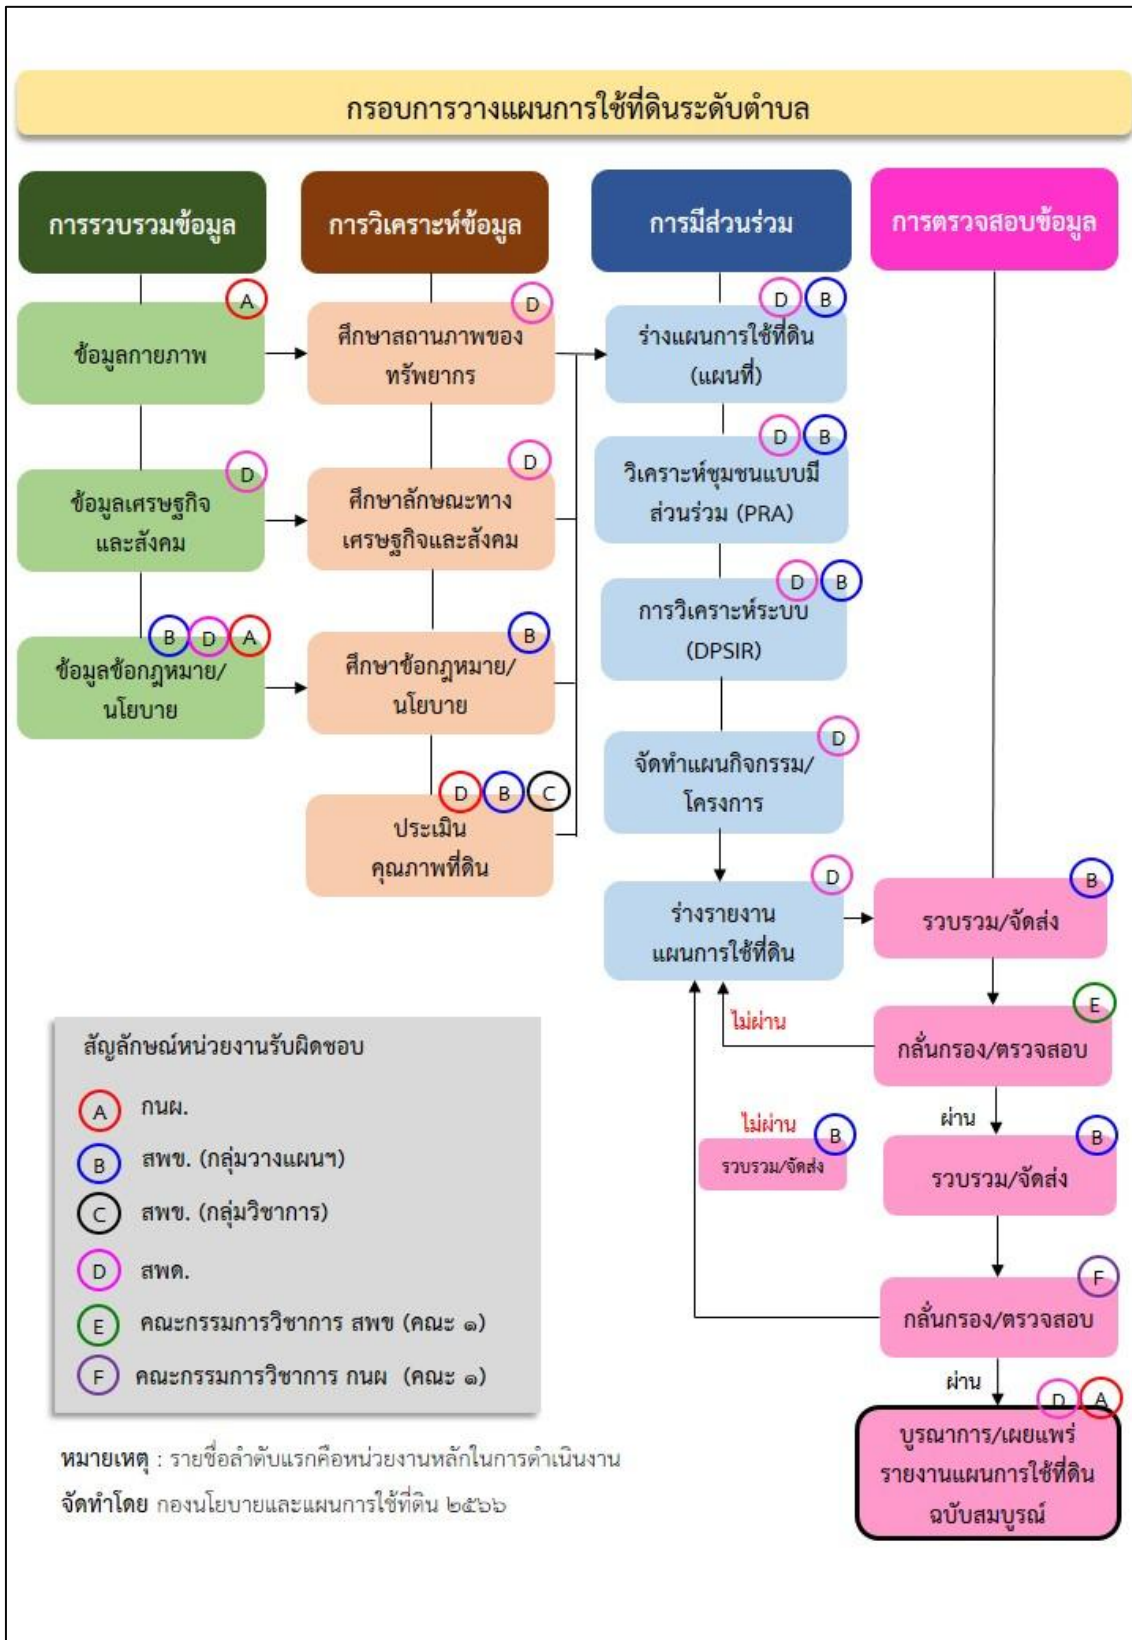 กรอบการวางแผนการใช้ที่ดินระดับตำบล
การรวบรวมข้อมูล
A
ข้อมูลกายภาพ
D
ข้อมูลเศรษฐกิจ
และสังคม
B D A
ข้อมูลข้อกฎหมาย/
นโยบาย
การวิเคราะห์ข้อมูล
D
ศึกษาสถานภาพของ
ทรัพยากร
D
ศึกษาลักษณะทาง
เศรษฐกิจและสังคม
B
ศึกษาข้อกฎหมาย/
นโยบาย
D B C
ประเมิน
คุณภาพที่ดิน
การมีส่วนร่วม
D B
ร่างแผนการใช้ที่ดิน
(แผนที่)
D B
วิเคราะห์ชุมชนแบบมี
ส่วนร่วม (PRA)
D B
การวิเคราะห์ระบบ
(DPSIR)
D
จัดทำแผนกิจกรรม/
โครงการ
D
ร่างรายงาน
แผนการใช้ที่ดิน
การตรวจสอบข้อมูล
B
รวบรวม/จัดส่ง
E
กลั่นกรอง/ตรวจสอบ
ไม่ผ่าน
ผ่าน
B
รวบรวม/จัดส่ง
ไม่ผ่าน
B
รวบรวม/จัดส่ง
F
กลั่นกรอง/ตรวจสอบ
ผ่าน
D A
บูรณาการ/เผยแพร่
รายงานแผนการใช้ที่ดิน
ฉบับสมบูรณ์
สัญลักษณ์หน่วยงานรับผิดชอบ
A กนผ.
B สพข. (กลุ่มวางแผนฯ)
C สพข. (กลุ่มวิชาการ)
D สพด.
E คณะกรรมการวิชาการ สพข (คณะ ๑)
F คณะกรรมการวิชาการ กนผ (คณะ ๑)
หมายเหตุ : รายชื่อลำดับแรกคือหน่วยงานหลักในการดำเนินงาน
จัดทำโดย กองนโยบายและแผนการใช้ที่ดิน ๒๕๖๖